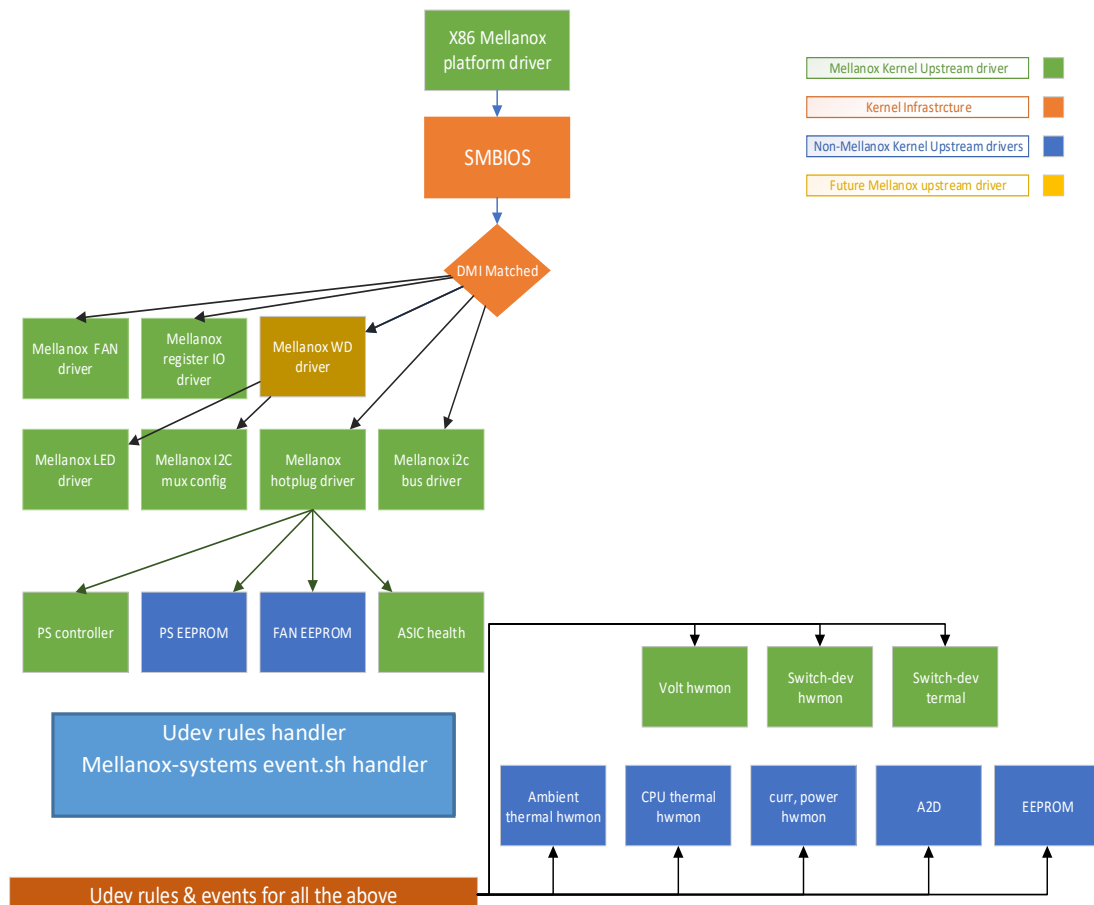 X86 Mellanox
platform driver
Mellanox Kernel Upstream driver
Kernel Infrastrcture
Non-Mellanox Kernel Upstream drivers
Future Mellanox upstream driver
SMBIOS
DMI Matched
Mellanox FAN
driver
Mellanox
register IO
driver
Mellanox WD
driver
Mellanox LED
driver
Mellanox I2C
mux config
Mellanox
hotplug driver
Mellanox i2c
bus driver
PS controller
PS EEPROM
FAN EEPROM
ASIC health
Volt hwmon
Switch-dev
hwmon
Switch-dev
termal
Udev rules handler
Mellanox-systems event.sh handler
Ambient
thermal hwmon
CPU thermal
hwmon
curr, power
hwmon
A2D
EEPROM
Udev rules & events for all the above